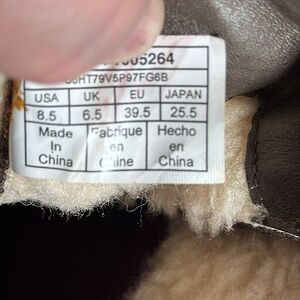 005264
HT79V5P97FG6B
USA UK EU JAPAN
8.5 6.5 39.5 25.5
Made Fabrique Hecho
in en en
China Chine China